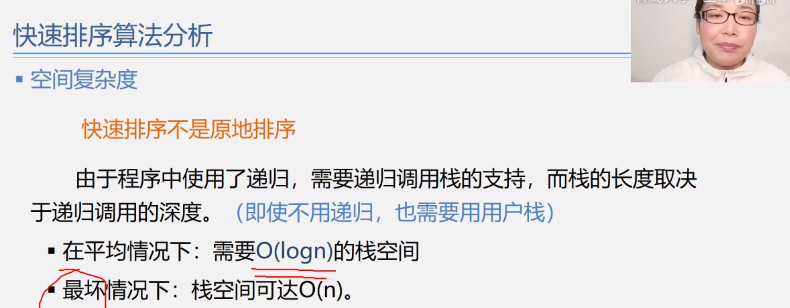 快速排序算法分析
▪ 空间复杂度
快速排序不是原地排序
由于程序中使用了递归，需要递归调用栈的支持，而栈的长度取决
于递归调用的深度。（即使不用递归，也需要用用户栈）
▪ 在平均情况下：需要O(logn)的栈空间
▪ 最坏情况下：栈空间可达O(n)。